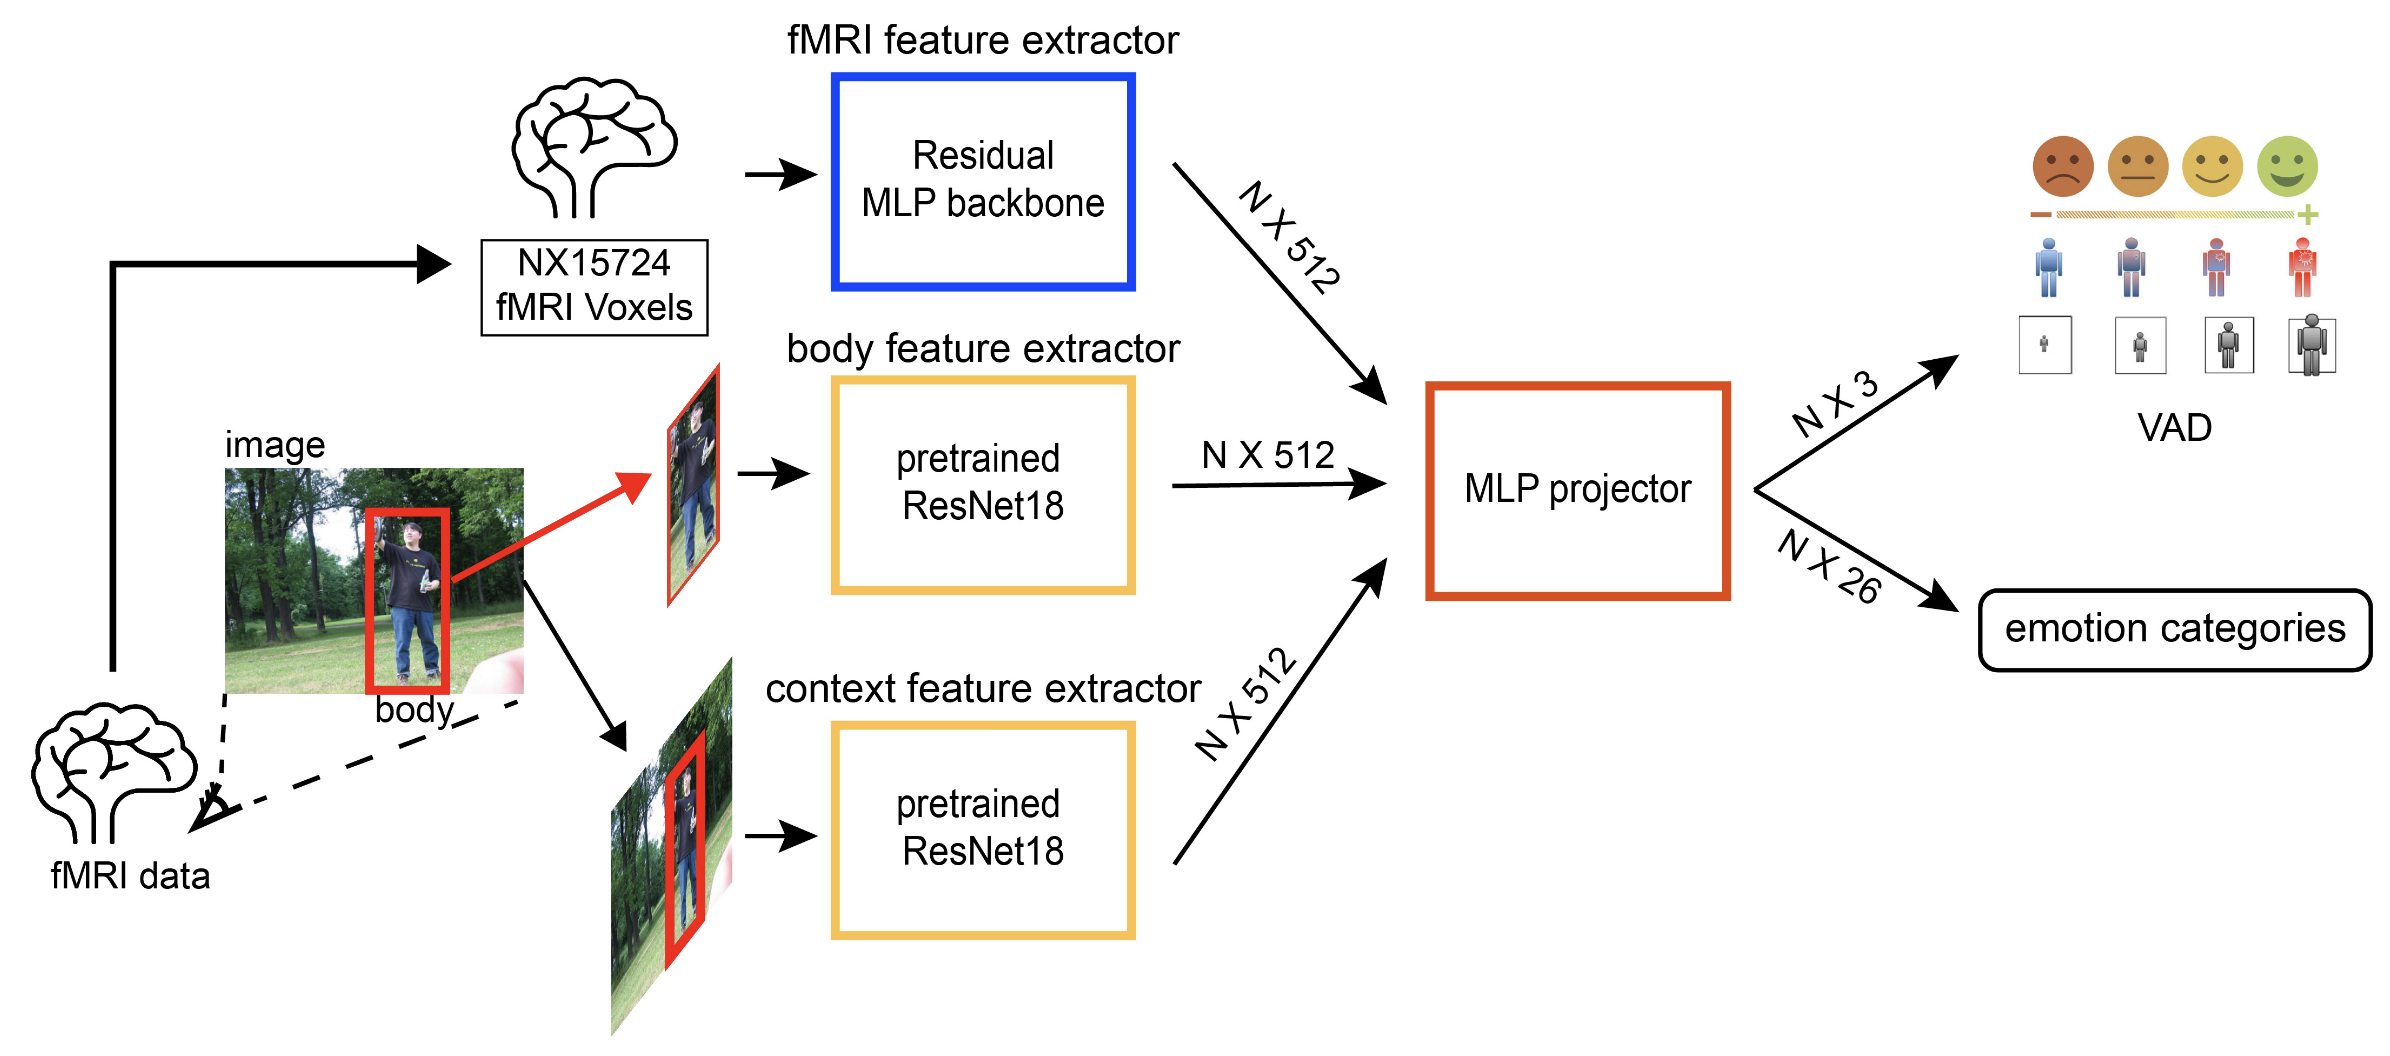 fMRI feature extractor
Residual
MLP backbone
NX15724
fMRI Voxels
N X 512
body feature extractor
pretrained
ResNet18
N X 512
image
body
context feature extractor
pretrained
ResNet18
N X 512
fMRI data
MLP projector
N X 3
VAD
N X 26
emotion categories